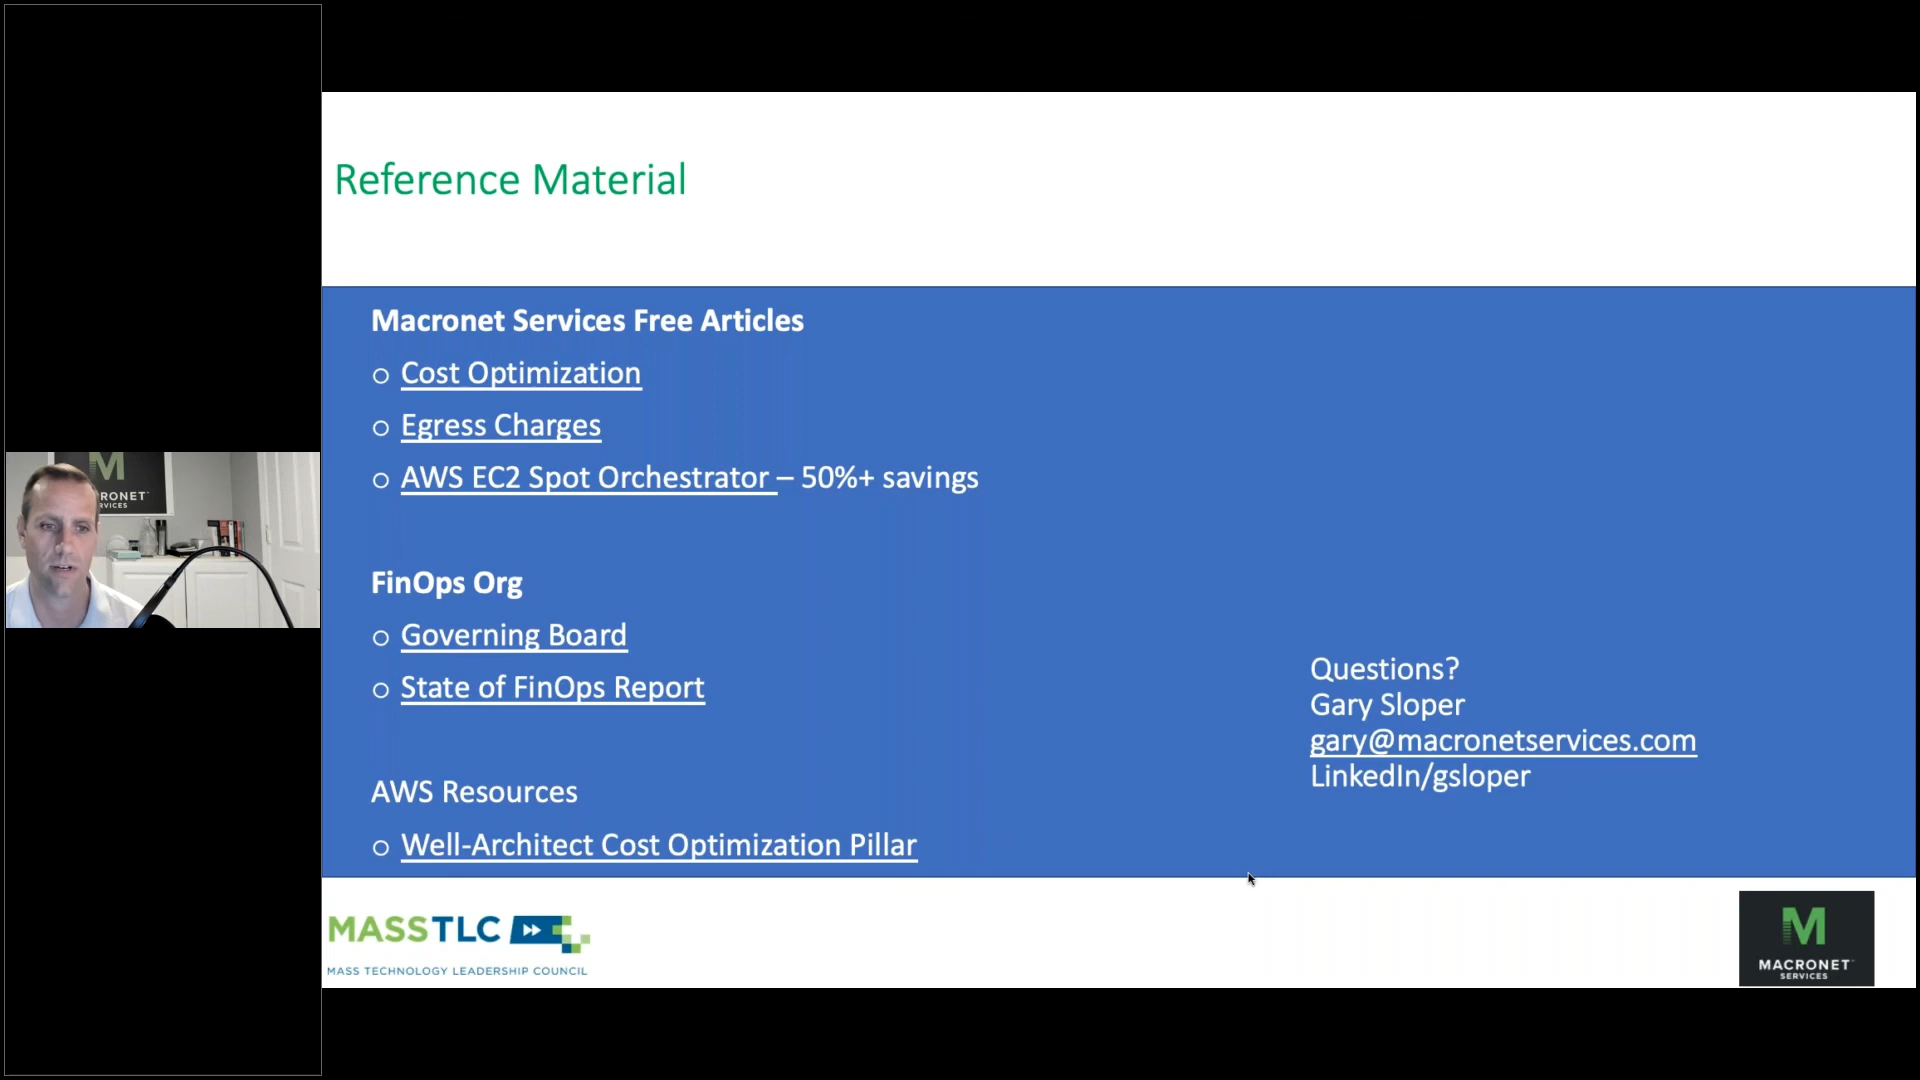 Reference Material
Macronet Services Free Articles
Cost Optimization
Egress Charges
AWS EC2 Spot Orchestrator – 50%+ savings
FinOps Org
Governing Board
State of FinOps Report
AWS Resources
Well-Architect Cost Optimization Pillar
Questions?
Gary Sloper
gary@macronetservices.com
LinkedIn/gsloper
MASSTLC
MASS TECHNOLOGY LEADERSHIP COUNCIL
M
MACRONET
SERVICES
M
RONET
RVICES